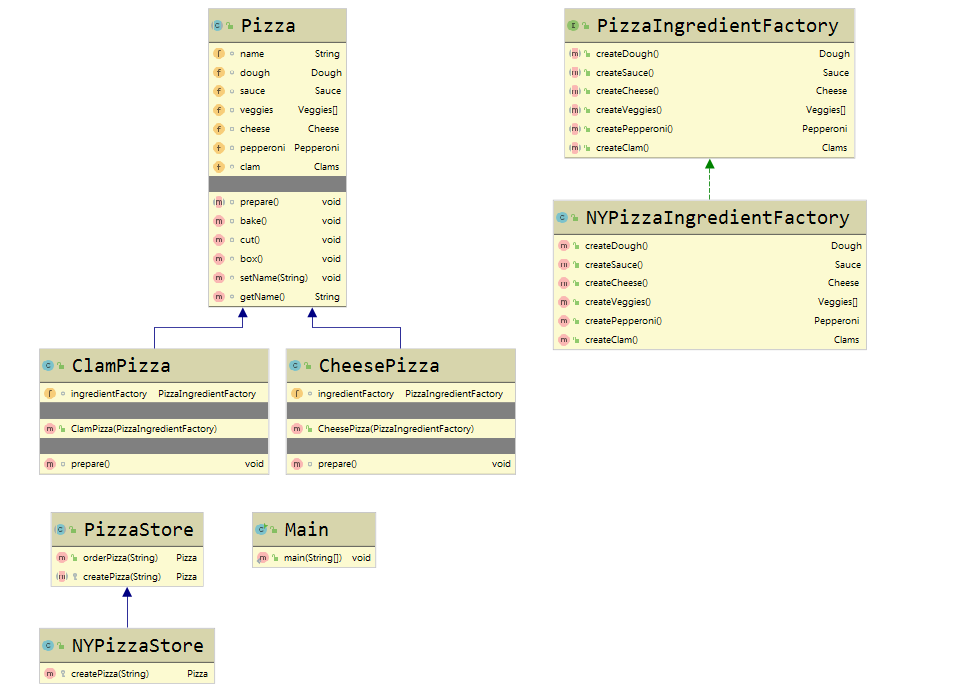 Pizza
name String
dough Dough
sauce Sauce
veggies Veggies[]
cheese Cheese
pepperoni Pepperoni
clam Clams
prepare() void
bake() void
cut() void
box() void
setName(String) void
getName() String
PizzaIngredientFactory
createDough() Dough
createSauce() Sauce
createCheese() Cheese
createVeggies() Veggies[]
createPepperoni() Pepperoni
createClam() Clams
NYPizzaIngredientFactory
createDough() Dough
createSauce() Sauce
createCheese() Cheese
createVeggies() Veggies[]
createPepperoni() Pepperoni
createClam() Clams
ClamPizza
ingredientFactory PizzaIngredientFactory
ClamPizza(PizzaIngredientFactory)
prepare() void
CheesePizza
ingredientFactory PizzaIngredientFactory
CheesePizza(PizzaIngredientFactory)
prepare() void
PizzaStore
orderPizza(String) Pizza
createPizza(String) Pizza
Main
main(String[]) void
NYPizzaStore
createPizza(String) Pizza